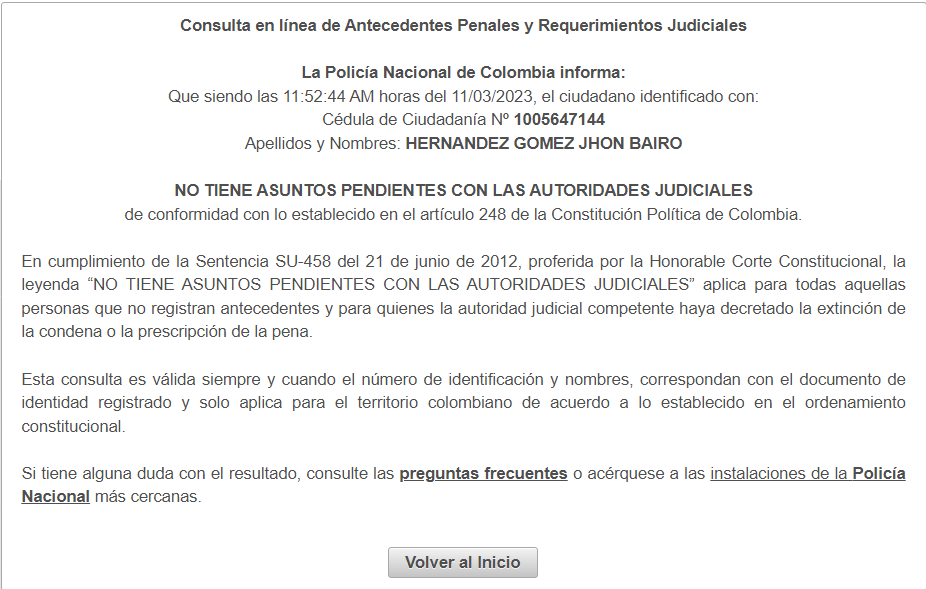 Consulta en línea de Antecedentes Penales y Requerimientos Judiciales
La Policía Nacional de Colombia informa:
Que siendo las 11:52:44 AM horas del 11/03/2023, el ciudadano identificado con:
Cédula de Ciudadanía Nº 1005647144
Apellidos y Nombres: HERNANDEZ GOMEZ JHON BAIRO
NO TIENE ASUNTOS PENDIENTES CON LAS AUTORIDADES JUDICIALES
de conformidad con lo establecido en el artículo 248 de la Constitución Política de Colombia.
En cumplimiento de la Sentencia SU-458 del 21 de junio de 2012, proferida por la Honorable Corte Constitucional, la
leyenda “NO TIENE ASUNTOS PENDIENTES CON LAS AUTORIDADES JUDICIALES” aplica para todas aquellas
personas que no registran antecedentes y para quienes la autoridad judicial competente haya decretado la extinción de
la condena o la prescripción de la pena.
Esta consulta es válida siempre y cuando el número de identificación y nombres, correspondan con el documento de
identidad registrado y solo aplica para el territorio colombiano de acuerdo a lo establecido en el ordenamiento
constitucional.
Si tiene alguna duda con el resultado, consulte las preguntas frecuentes o acérquese a las instalaciones de la Policía
Nacional más cercanas.
Volver al Inicio